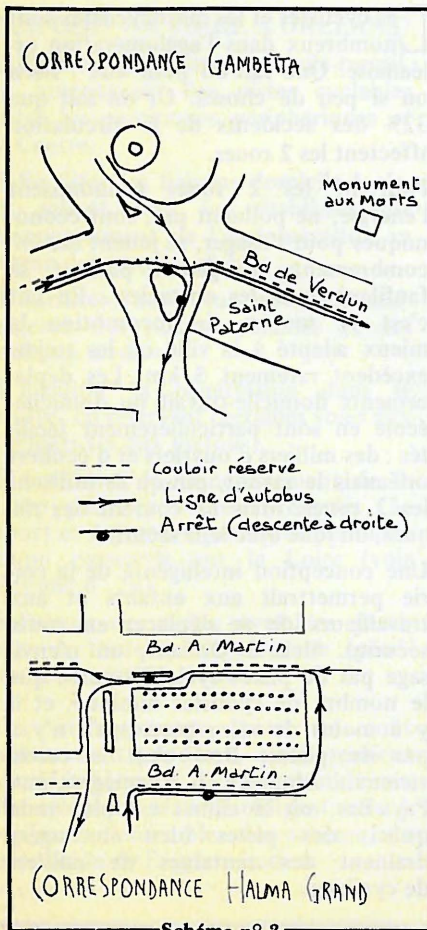 CORRESPONDANCE GAMBETTA
Monument
aux Morts
Bd de Verdun
Saint
Paterne
Couloir réservé
Ligne d'autobus
Arrêt (descente à droite)
Bd A. Martin
Bd. A. Martin
CORRESPONDANCE HALMA GRAND
Schéma nº 2